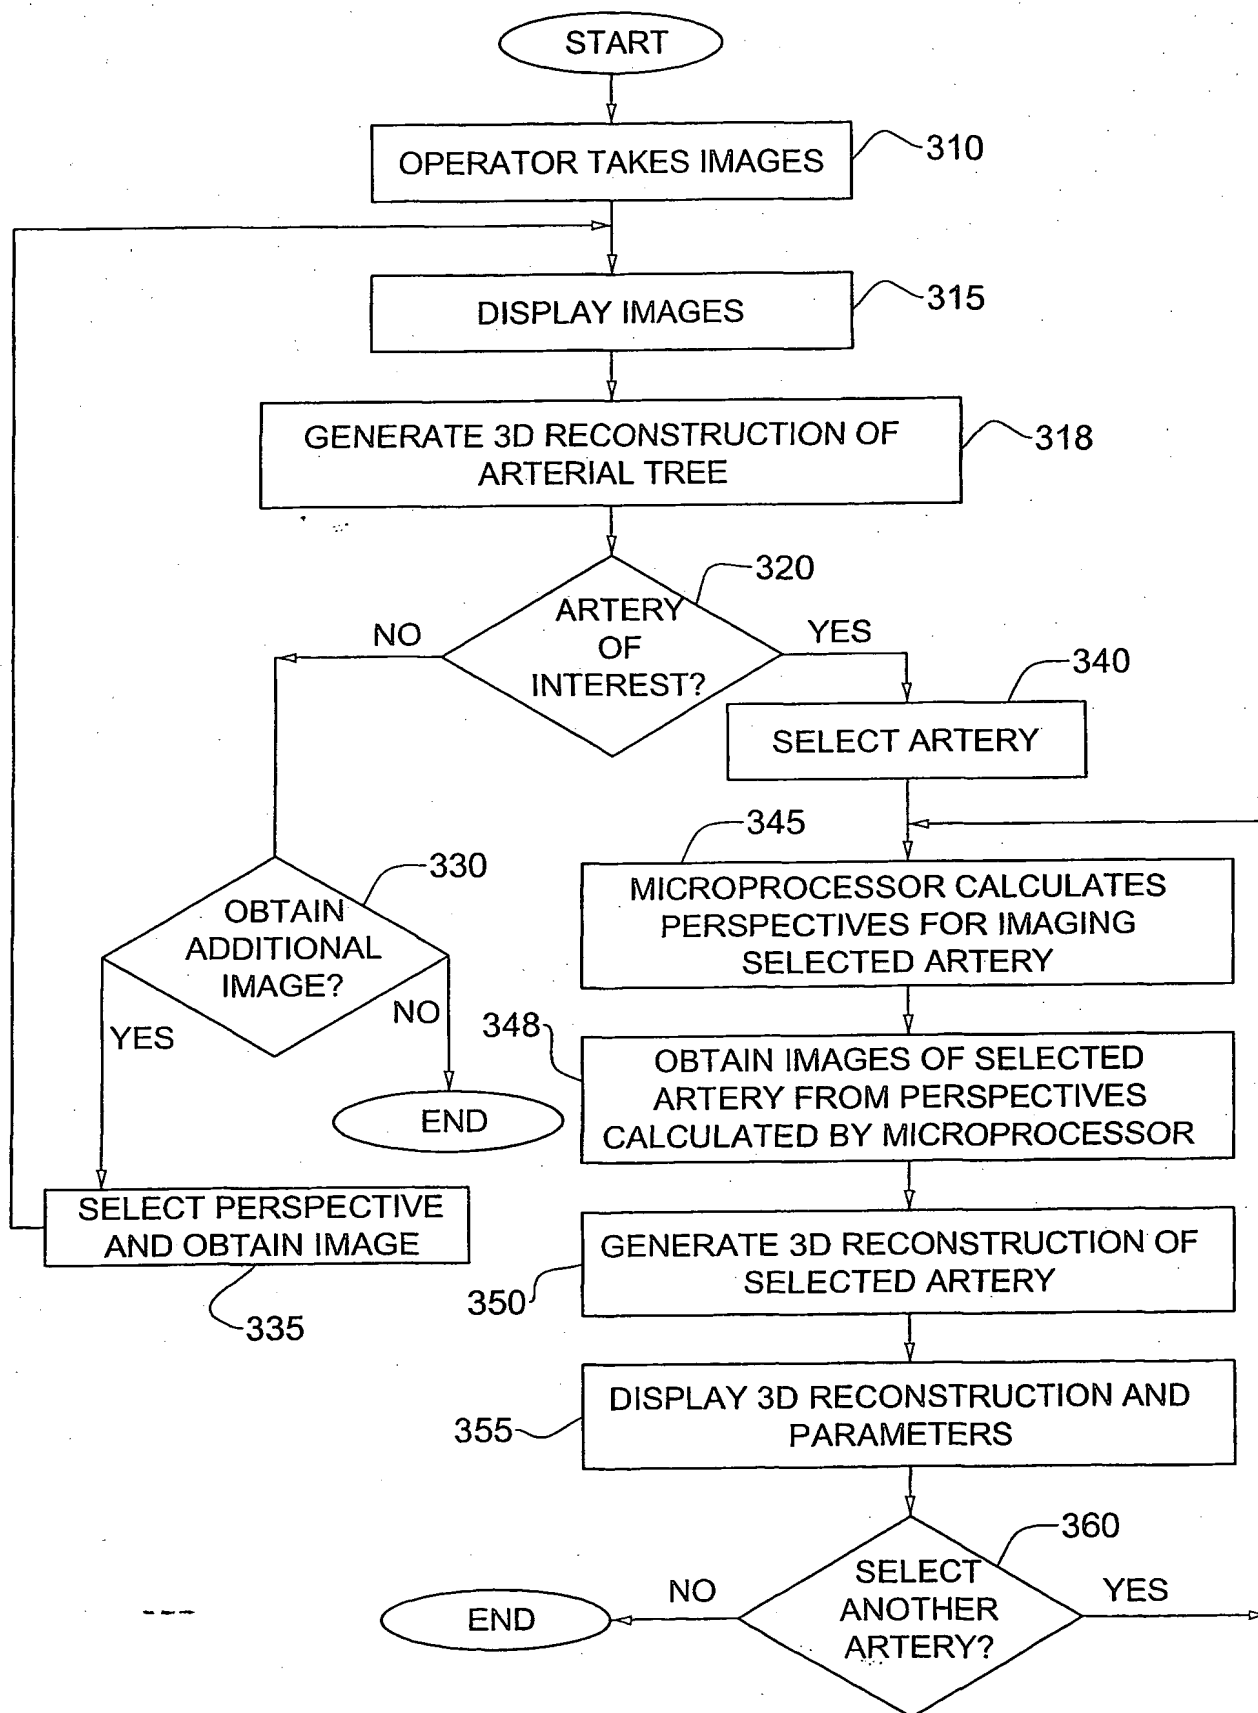 START
OPERATOR TAKES IMAGES
310
DISPLAY IMAGES
315
GENERATE 3D RECONSTRUCTION OF
ARTERIAL TREE
318
ARTERY
OF
INTEREST?
320
NO
YES
SELECT ARTERY
340
OBTAIN
ADDITIONAL
IMAGE?
330
YES
NO
END
SELECT PERSPECTIVE
AND OBTAIN IMAGE
335
345
MICROPROCESSOR CALCULATES
PERSPECTIVES FOR IMAGING
SELECTED ARTERY
348
OBTAIN IMAGES OF SELECTED
ARTERY FROM PERSPECTIVES
CALCULATED BY MICROPROCESSOR
GENERATE 3D RECONSTRUCTION OF
SELECTED ARTERY
350
DISPLAY 3D RECONSTRUCTION AND
PARAMETERS
355
SELECT
ANOTHER
ARTERY?
360
NO
YES
END